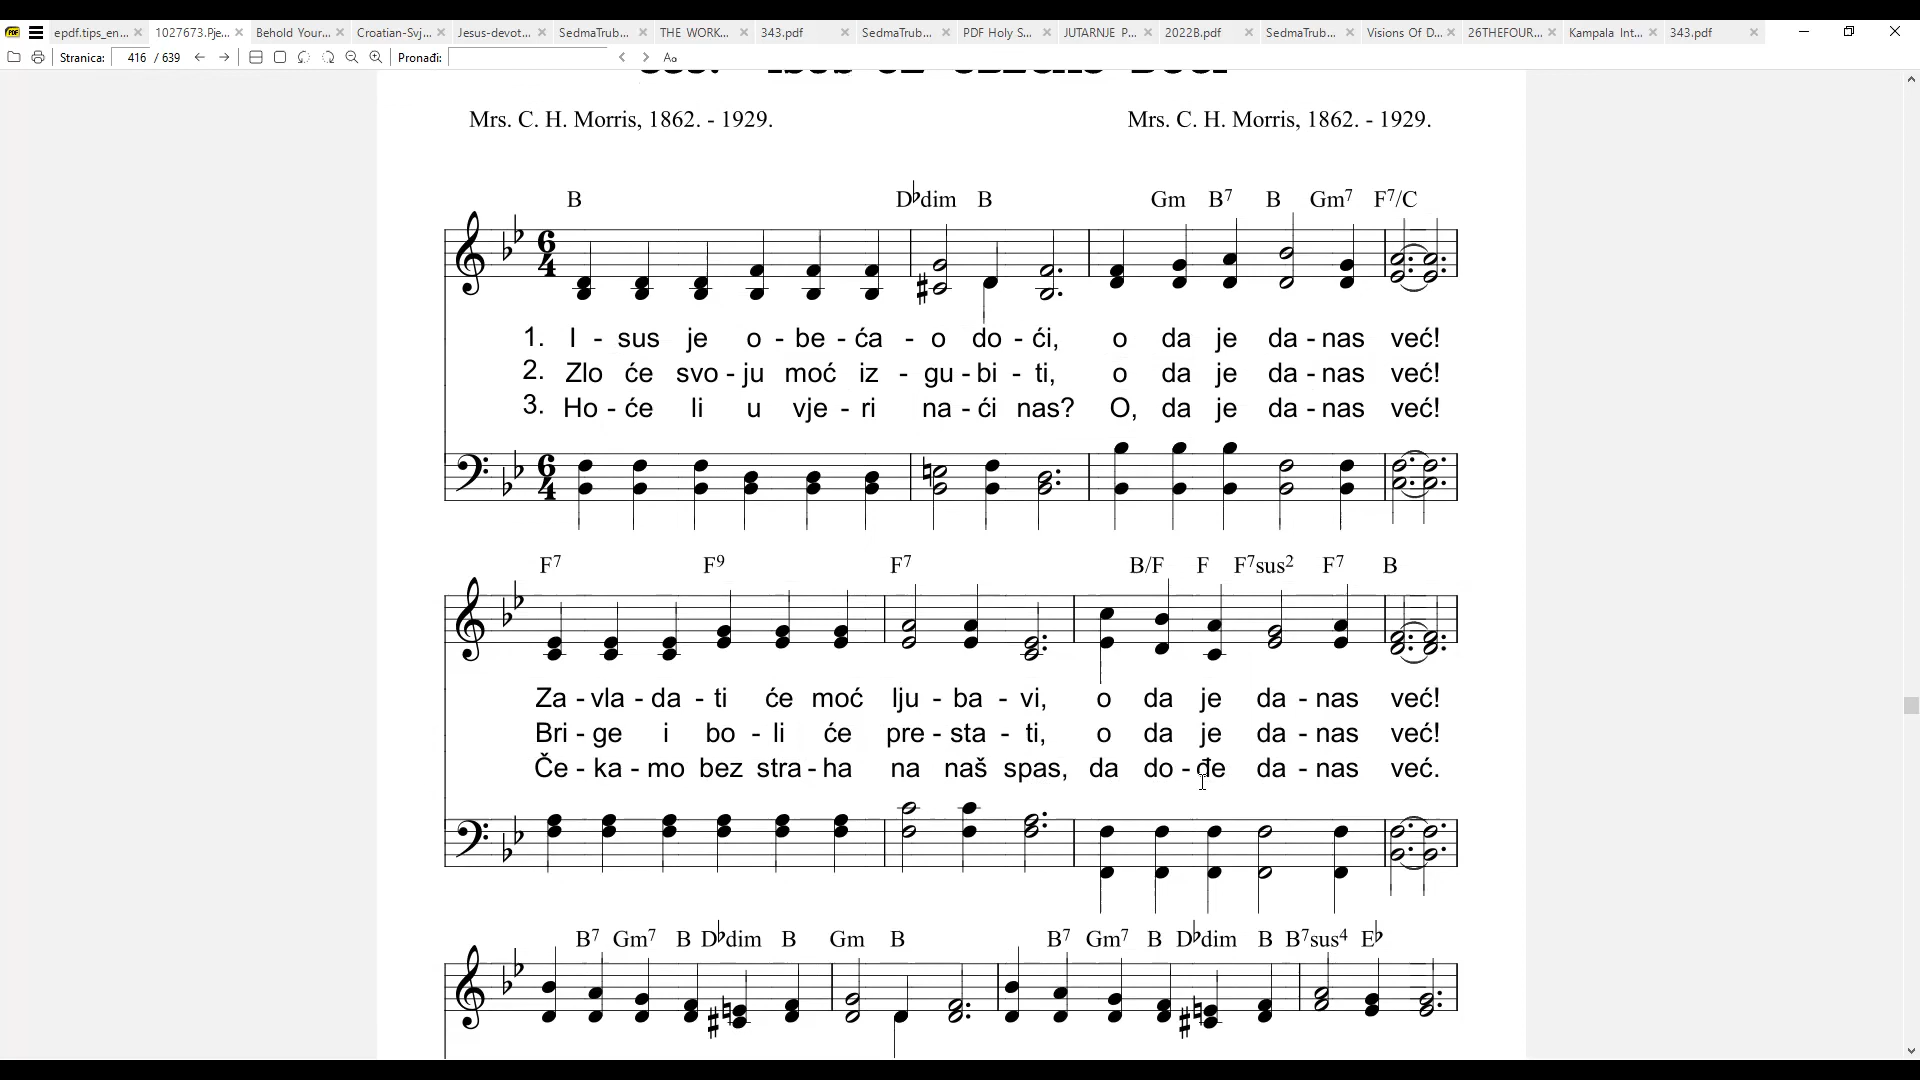 epdf.tips_en... 1027673.Pje... Behold Your... Croatian-Svj... Jesus-devot... SedmaTrub... THE WORK... 343.pdf SedmaTrub... PDF Holy S... JUTARNJE P... 2022B.pdf SedmaTrub... Visions Of D... 26THEFOUR... Kampala Int... 343.pdf
Stranica: 416 / 639 Pronađi: Aa
Mrs. C. H. Morris, 1862. - 1929. Mrs. C. H. Morris, 1862. - 1929.
B D♭dim B Gm B7 B Gm7 F7/C
6 4
1. I - sus je o - be - ća - o do - ći, o da je da - nas već!
2. Zlo će svo - ju moć iz - gu - bi - ti, o da je da - nas već!
3. Ho - će li u vje - ri na - ći nas? O, da je da - nas već!
6 4
F7 F9 F7 B/F F F7sus2 F7 B
Za - vla - da - ti će moć lju - ba - vi, o da je da - nas već!
Bri - ge i bo - li će pre - sta - ti, o da je da - nas već!
Če - ka - mo bez stra - ha na naš spas, da do - đe da - nas već.
B7 Gm7 B D♭dim B Gm B B7 Gm7 B D♭dim B B7sus4 E♭